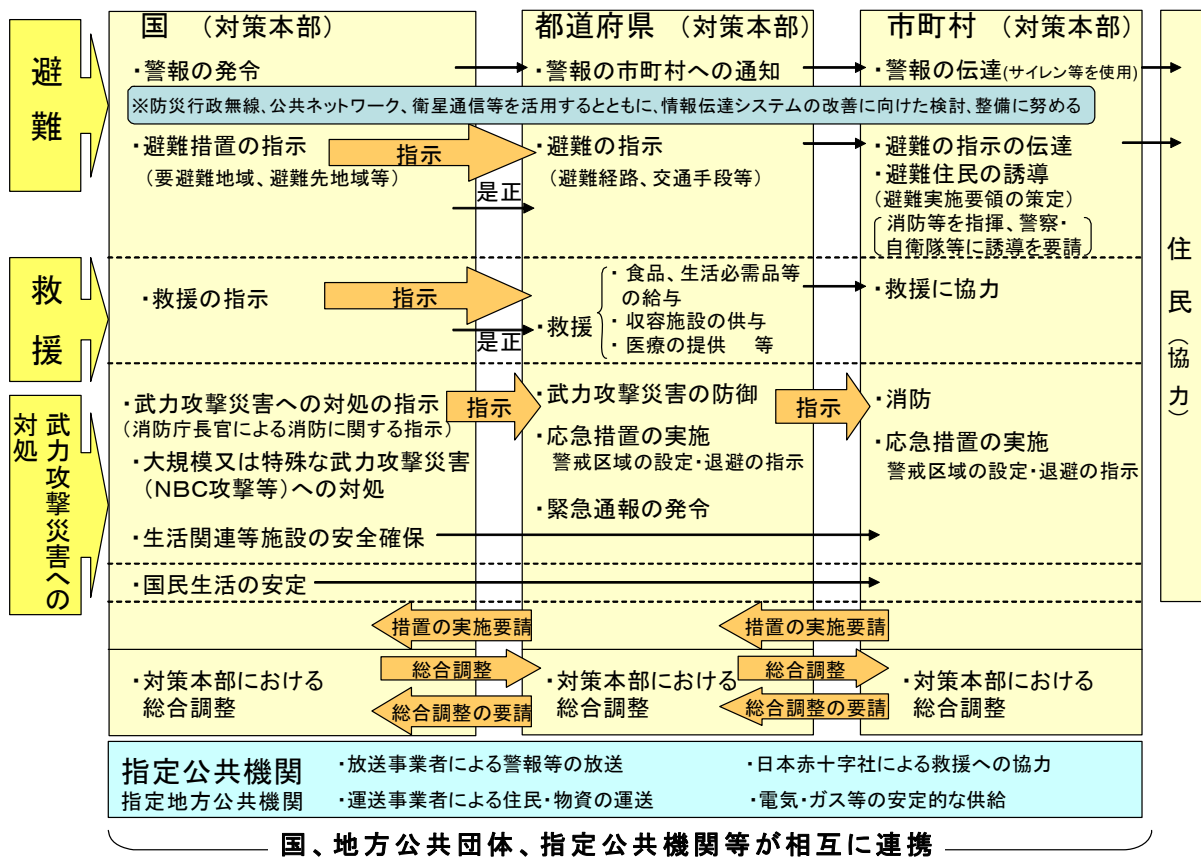 国 (対策本部)
都道府県 (対策本部)
市町村 (対策本部)
避難
・警報の発令
・警報の市町村への通知
・警報の伝達(サイレン等を使用)
※防災行政無線、公共ネットワーク、衛星通信等を活用するとともに、情報伝達システムの改善に向けた検討、整備に努める
・避難措置の指示
(要避難地域、避難先地域等)
指示
是正
・避難の指示
(避難経路、交通手段等)
・避難の指示の伝達
・避難住民の誘導
(避難実施要領の策定)
消防等を指揮、警察・
自衛隊等に誘導を要請
住民(協力)
救援
・救援の指示
指示
是正
・救援
・食品、生活必需品等
の給与
・収容施設の供与
・医療の提供 等
・救援に協力
武力攻撃災害への
対処
・武力攻撃災害への対処の指示
(消防庁長官による消防に関する指示)
・大規模又は特殊な武力攻撃災害
(NBC攻撃等)への対処
・生活関連等施設の安全確保
指示
・武力攻撃災害の防御
・応急措置の実施
警戒区域の設定・退避の指示
・緊急通報の発令
指示
・消防
・応急措置の実施
警戒区域の設定・退避の指示
・国民生活の安定
措置の実施要請
措置の実施要請
総合調整
総合調整
・対策本部における
総合調整
・対策本部における
総合調整
・対策本部における
総合調整
総合調整の要請
総合調整の要請
指定公共機関
指定地方公共機関
・放送事業者による警報等の放送
・日本赤十字社による救援への協力
・運送事業者による住民・物資の運送
・電気・ガス等の安定的な供給
国、地方公共団体、指定公共機関等が相互に連携